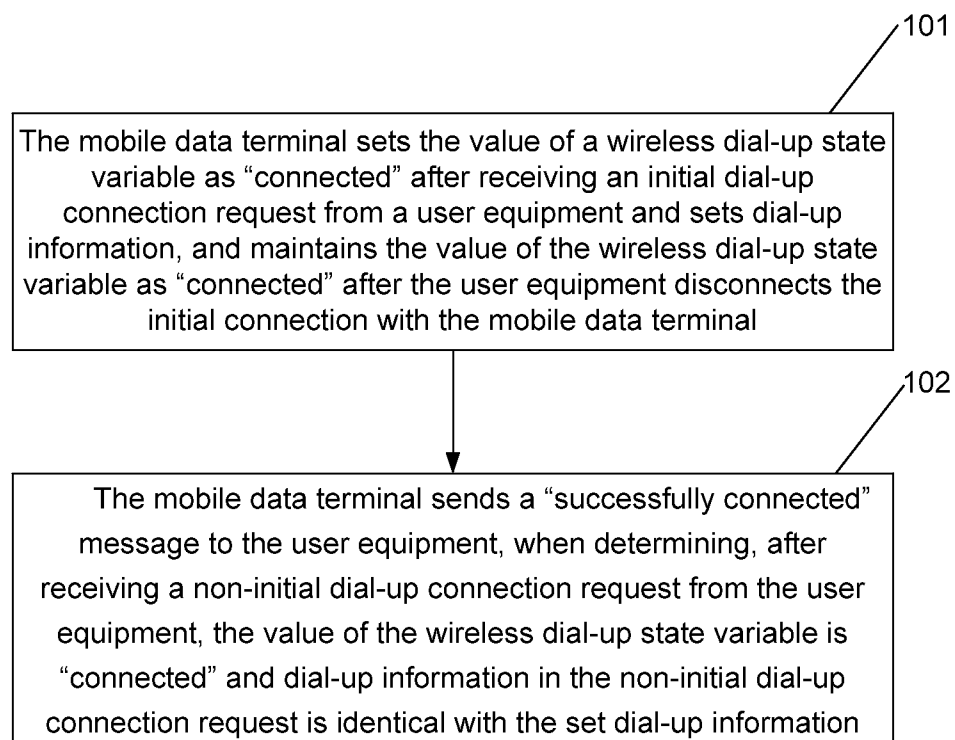 101
The mobile data terminal sets the value of a wireless dial-up state
variable as “connected” after receiving an initial dial-up
connection request from a user equipment and sets dial-up
information, and maintains the value of the wireless dial-up state
variable as “connected” after the user equipment disconnects the
initial connection with the mobile data terminal
102
The mobile data terminal sends a “successfully connected”
message to the user equipment, when determining, after
receiving a non-initial dial-up connection request from the user
equipment, the value of the wireless dial-up state variable is
“connected” and dial-up information in the non-initial dial-up
connection request is identical with the set dial-up information